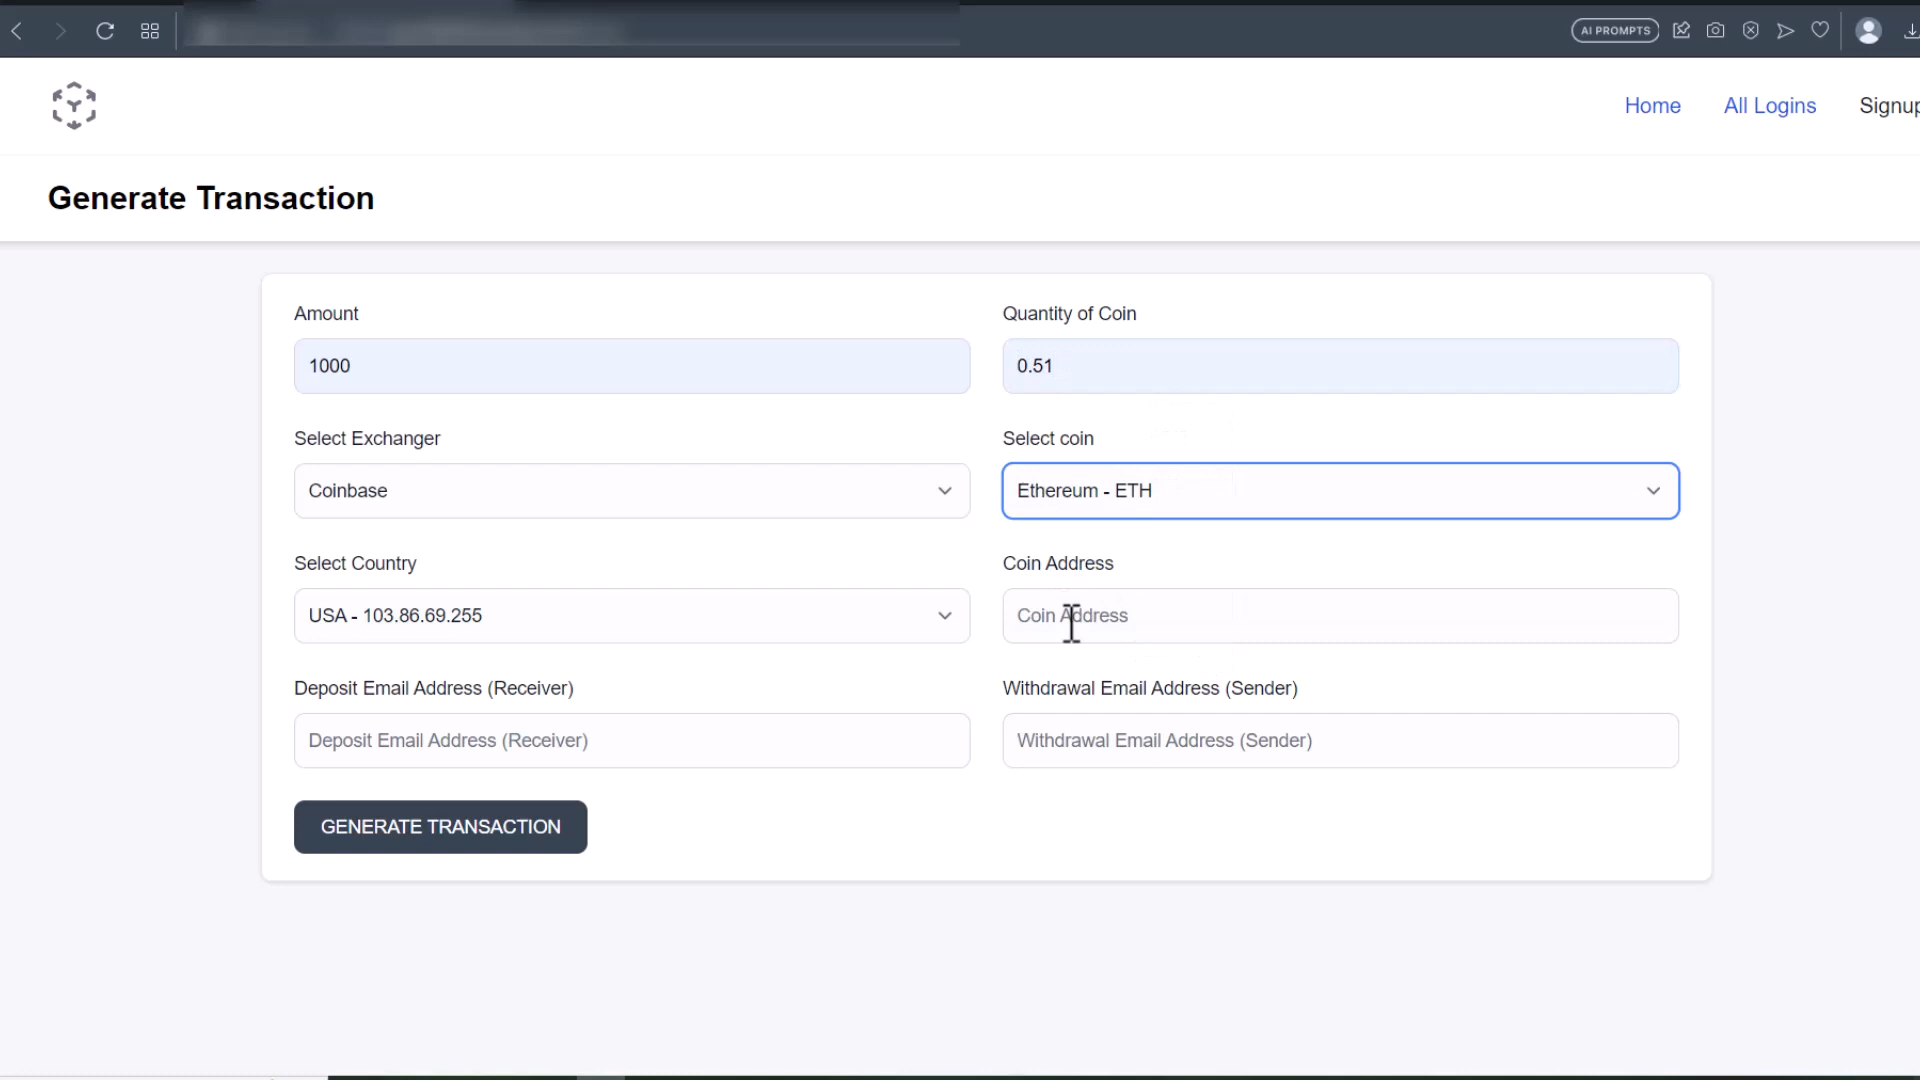 AI PROMPTS
Home All Logins Signup
Generate Transaction
Amount Quantity of Coin
1000 0.51
Select Exchanger Select coin
Coinbase Ethereum - ETH
Select Country Coin Address
USA - 103.86.69.255 Coin Address
Deposit Email Address (Receiver) Withdrawal Email Address (Sender)
Deposit Email Address (Receiver) Withdrawal Email Address (Sender)
GENERATE TRANSACTION